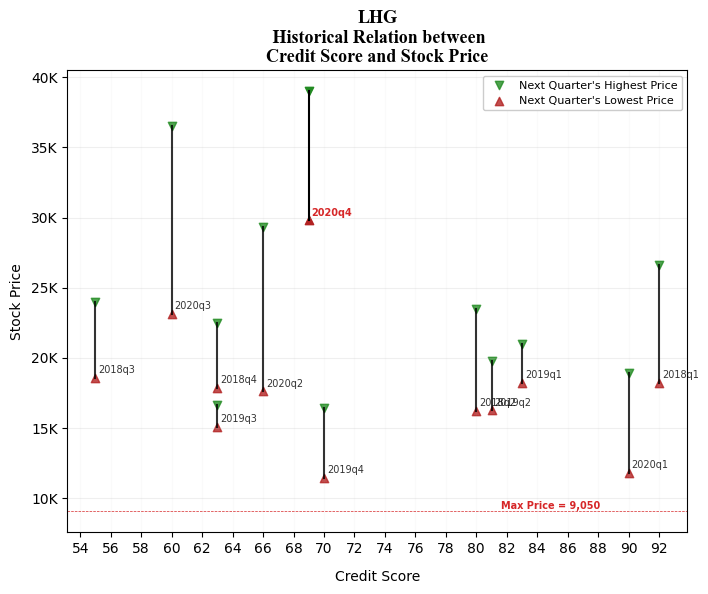 LHG
Historical Relation between
Credit Score and Stock Price
Next Quarter's Highest Price
Next Quarter's Lowest Price
40K
35K
30K
25K
20K
15K
10K
Stock Price
2020q4
2020q3
2018q3
2018q4
2020q2
2019q3
2019q4
2018q2
2019q2
2019q1
2018q1
2020q1
Max Price = 9,050
54 56 58 60 62 64 66 68 70 72 74 76 78 80 82 84 86 88 90 92
Credit Score